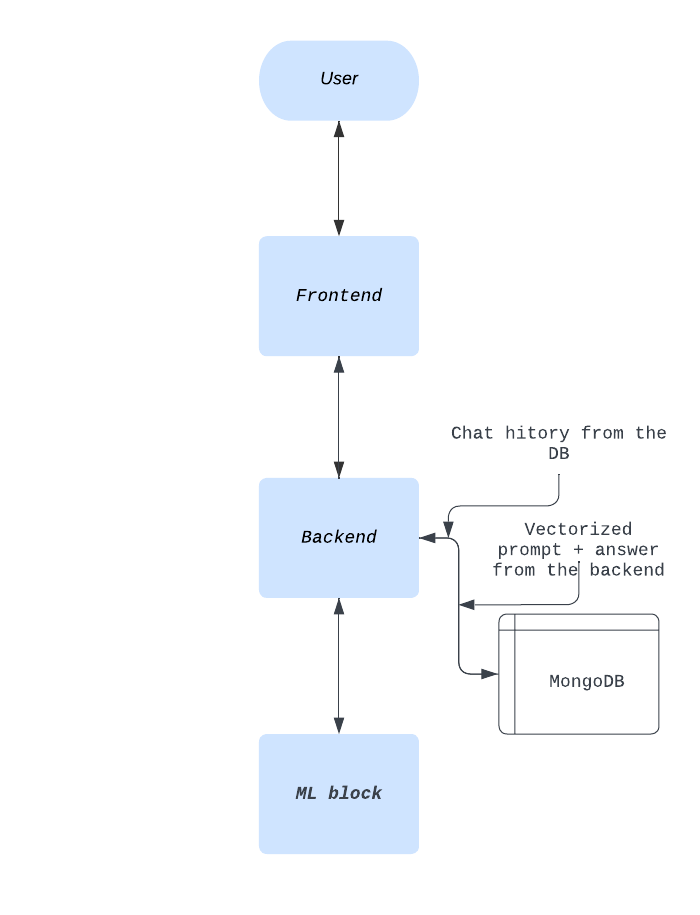 User
Frontend
Chat hitory from the
DB
Backend
Vectorized
prompt + answer
from the backend
MongoDB
ML block